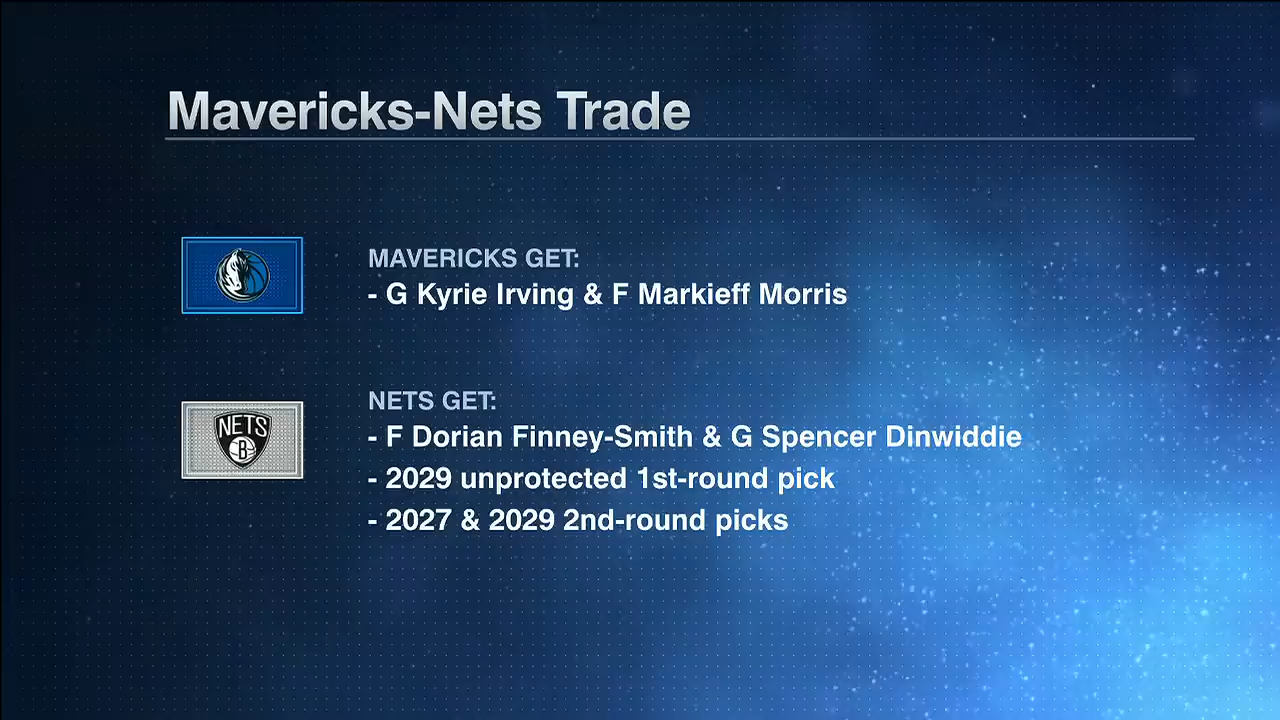 Mavericks-Nets Trade
MAVERICKS GET:
- G Kyrie Irving & F Markieff Morris
NETS GET:
NETS
B
- F Dorian Finney-Smith & G Spencer Dinwiddie
- 2029 unprotected 1st-round pick
- 2027 & 2029 2nd-round picks